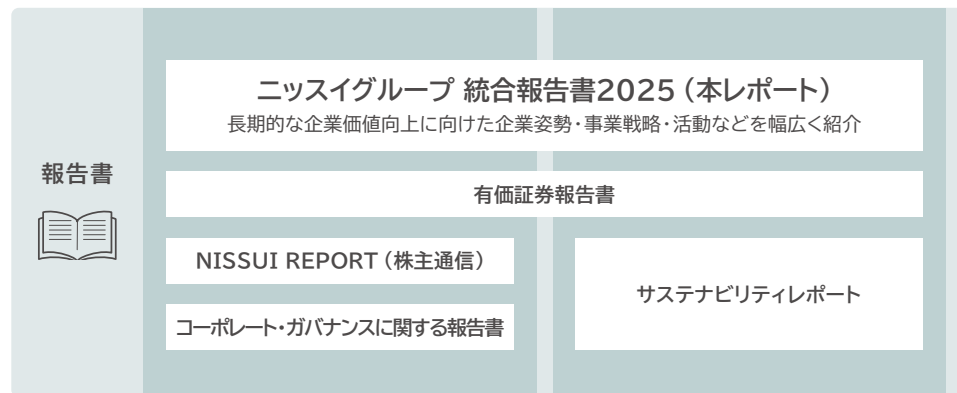 報告書
ニッスイグループ 統合報告書2025（本レポート）
長期的な企業価値向上に向けた企業姿勢・事業戦略・活動などを幅広く紹介
有価証券報告書
NISSUI REPORT（株主通信）
コーポレート・ガバナンスに関する報告書
サステナビリティレポート